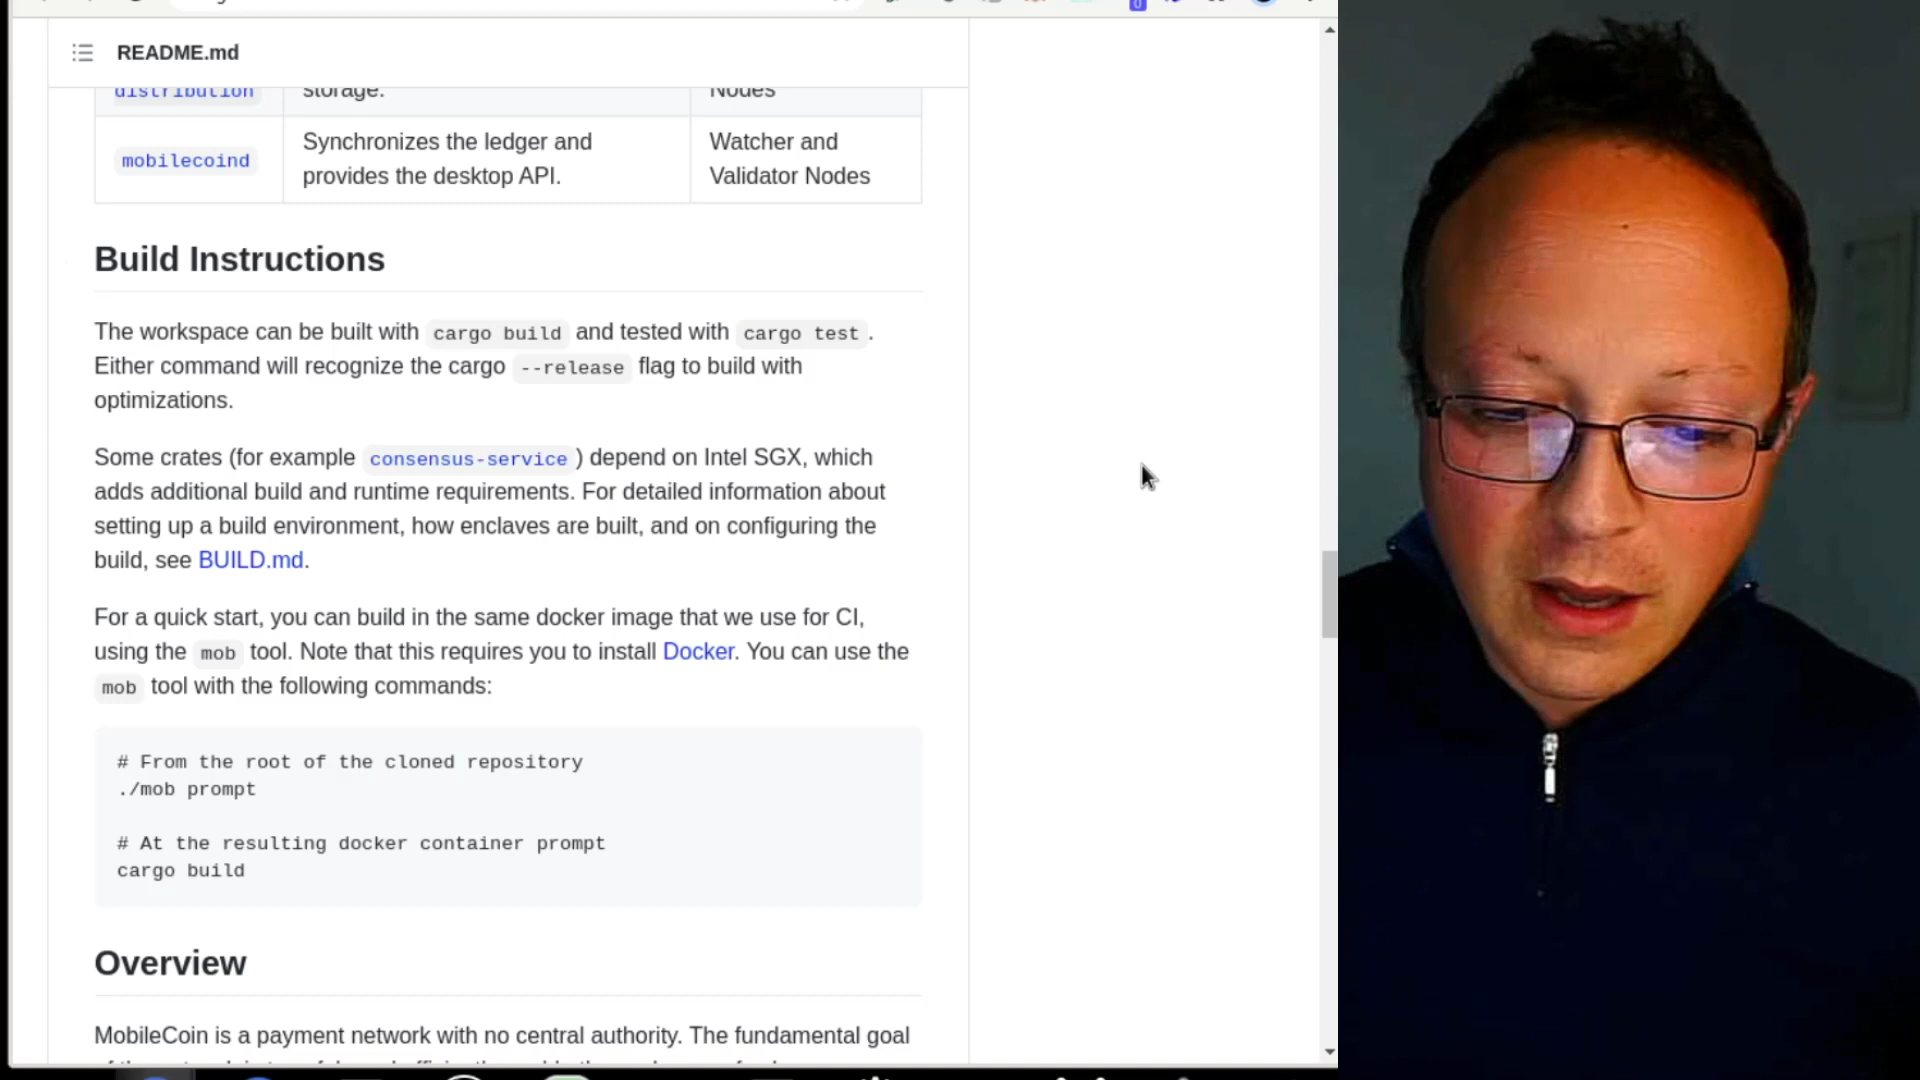 README.md
distribution storage. Nodes
mobilecoind Synchronizes the ledger and provides the desktop API. Watcher and Validator Nodes
Build Instructions
The workspace can be built with cargo build and tested with cargo test .
Either command will recognize the cargo --release flag to build with
optimizations.
Some crates (for example consensus-service ) depend on Intel SGX, which
adds additional build and runtime requirements. For detailed information about
setting up a build environment, how enclaves are built, and on configuring the
build, see BUILD.md.
For a quick start, you can build in the same docker image that we use for CI,
using the mob tool. Note that this requires you to install Docker. You can use the
mob tool with the following commands:
# From the root of the cloned repository
./mob prompt
# At the resulting docker container prompt
cargo build
Overview
MobileCoin is a payment network with no central authority. The fundamental goal